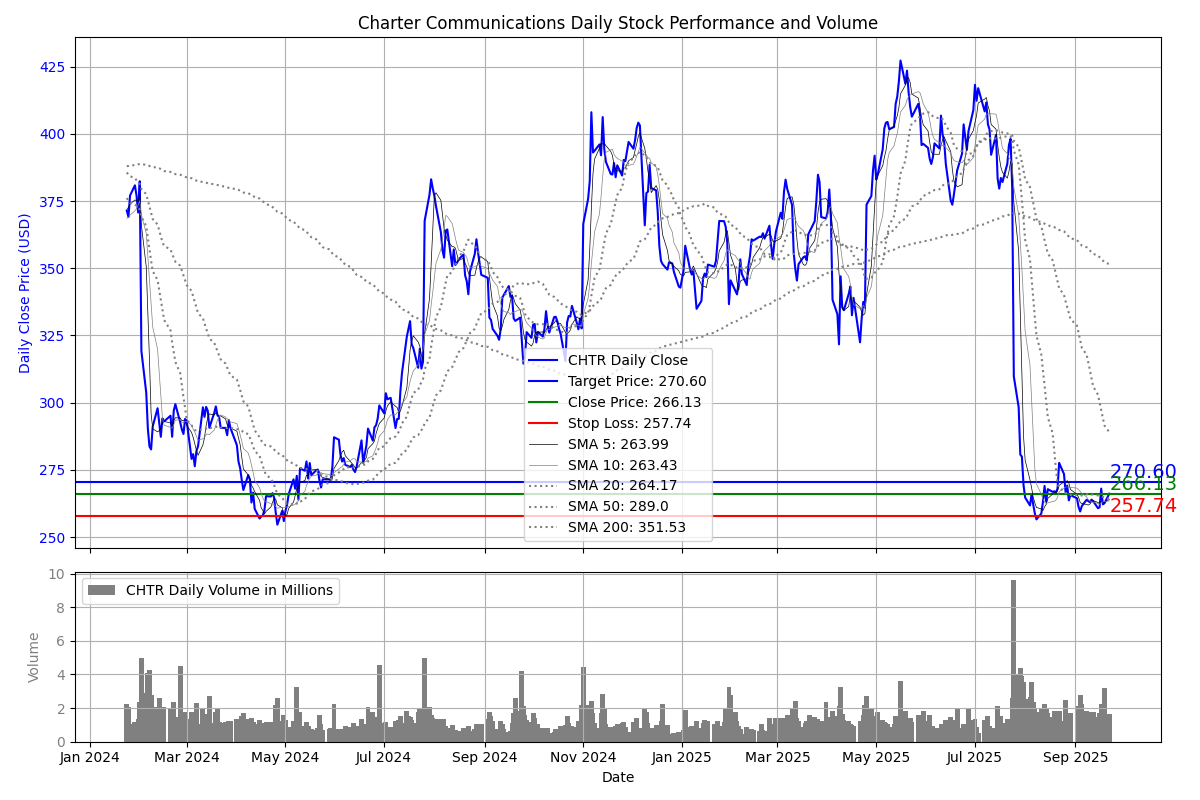 Charter Communications Daily Stock Performance and Volume
Daily Close Price (USD)
425
400
375
350
325
300
275
250
CHTR Daily Close
Target Price: 270.60
Close Price: 266.13
Stop Loss: 257.74
SMA 5: 263.99
SMA 10: 263.43
SMA 20: 264.17
SMA 50: 289.0
SMA 200: 351.53
270.60
266.13
257.74
CHTR Daily Volume in Millions
Volume
10
8
6
4
2
0
Jan 2024 Mar 2024 May 2024 Jul 2024 Sep 2024 Nov 2024 Jan 2025 Mar 2025 May 2025 Jul 2025 Sep 2025
Date